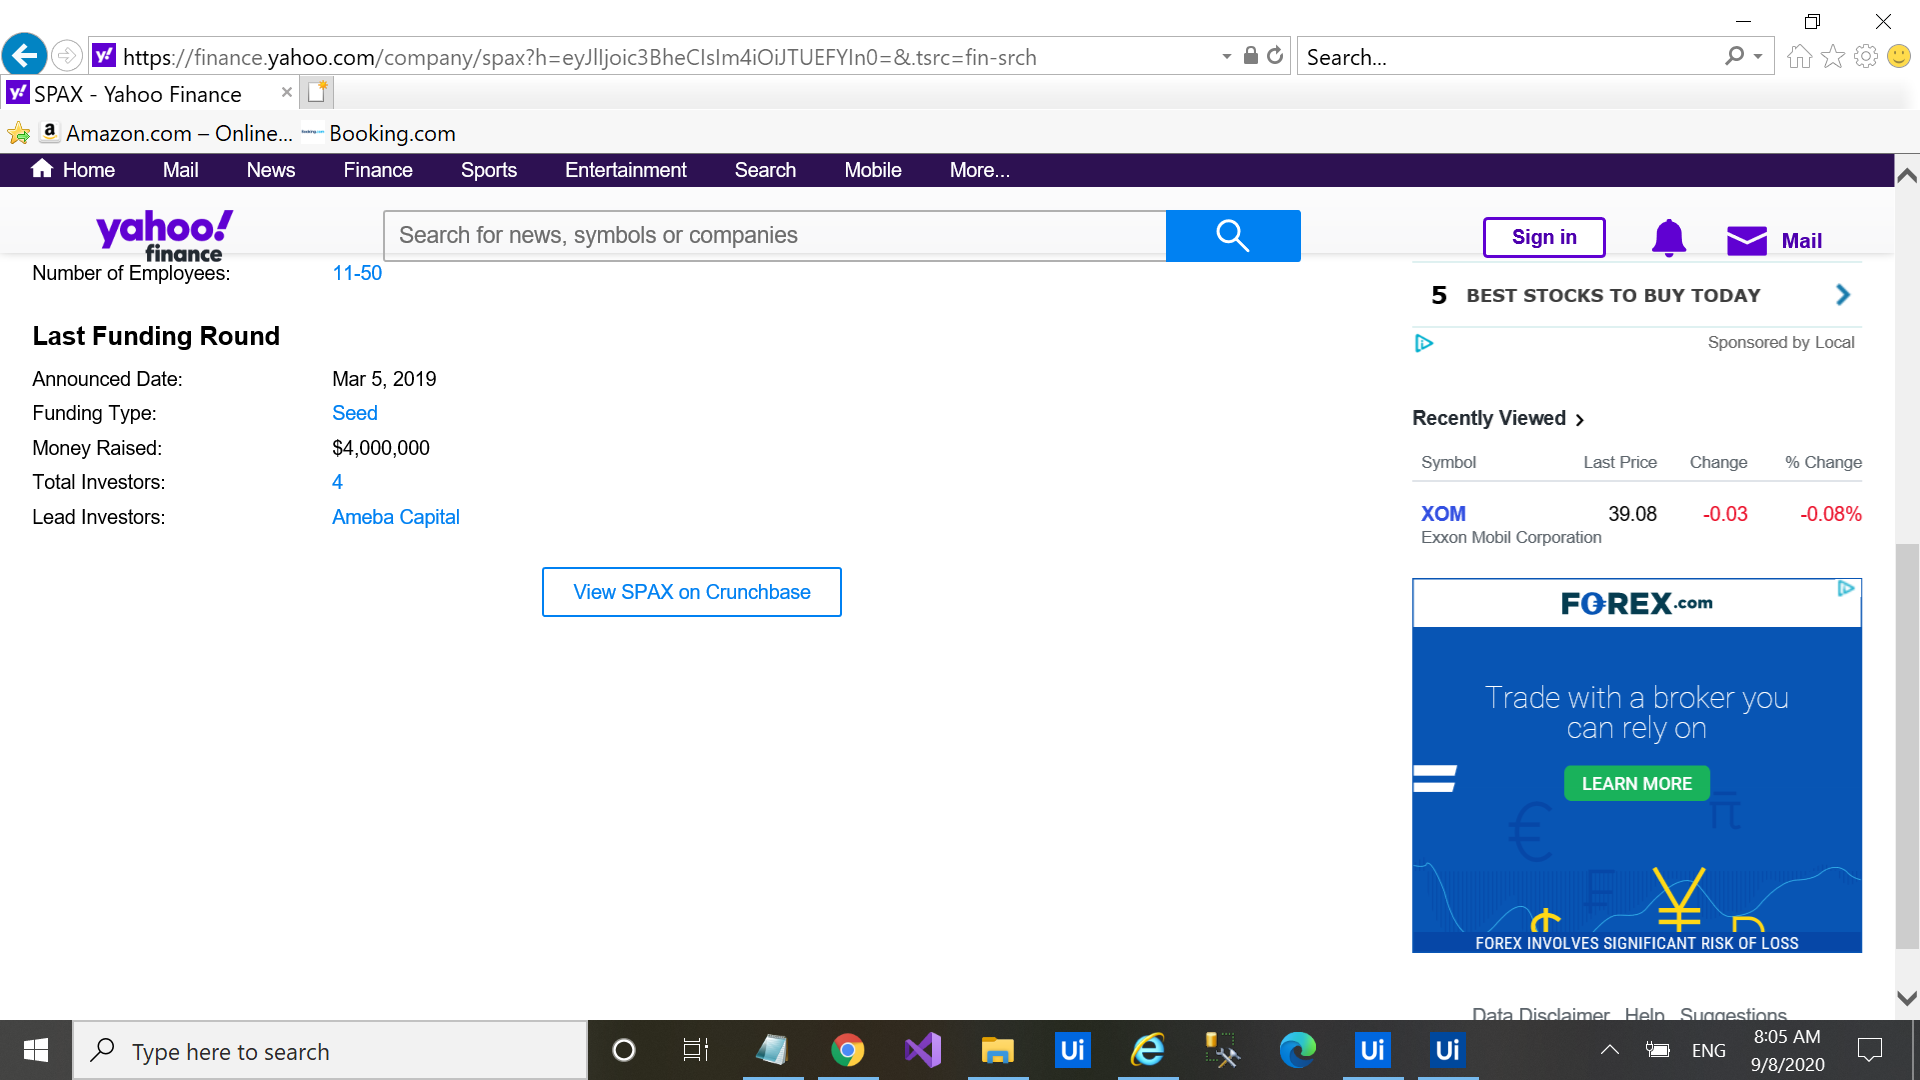 https://finance.yahoo.com/company/spax?h=eyJlIjoic3BheCIsIm4iOiJTUEFYIn0=&.tsrc=fin-srch
Search...
SPAX - Yahoo Finance
Amazon.com – Online...
Booking.com
Home Mail News Finance Sports Entertainment Search Mobile More...
yahoo! finance
Search for news, symbols or companies
Sign in
Mail
Number of Employees: 11-50
Last Funding Round
Announced Date: Mar 5, 2019
Funding Type: Seed
Money Raised: $4,000,000
Total Investors: 4
Lead Investors: Ameba Capital
View SPAX on Crunchbase
5 BEST STOCKS TO BUY TODAY
Sponsored by Local
Recently Viewed
Symbol Last Price Change % Change
XOM 39.08 -0.03 -0.08%
Exxon Mobil Corporation
FOREX.com
Trade with a broker you
can rely on
LEARN MORE
FOREX INVOLVES SIGNIFICANT RISK OF LOSS
Data Disclaimer Help Suggestions
Type here to search
Ui
Ui
Ui
ENG
8:05 AM
9/8/2020